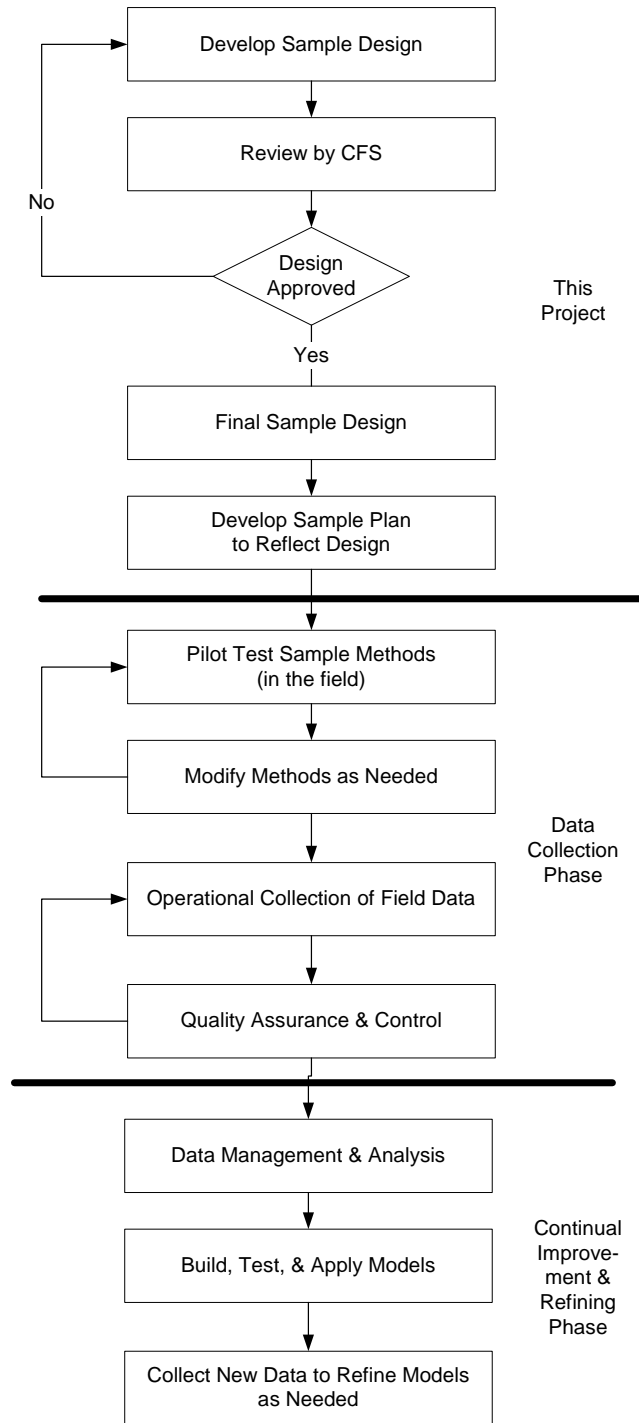 Develop Sample Design
Review by CFS
No
Design
Approved
This
Project
Yes
Final Sample Design
Develop Sample Plan
to Reflect Design
Pilot Test Sample Methods
(in the field)
Modify Methods as Needed
Data
Collection
Phase
Operational Collection of Field Data
Quality Assurance & Control
Data Management & Analysis
Build, Test, & Apply Models
Continual
Improve-
ment &
Refining
Phase
Collect New Data to Refine Models
as Needed